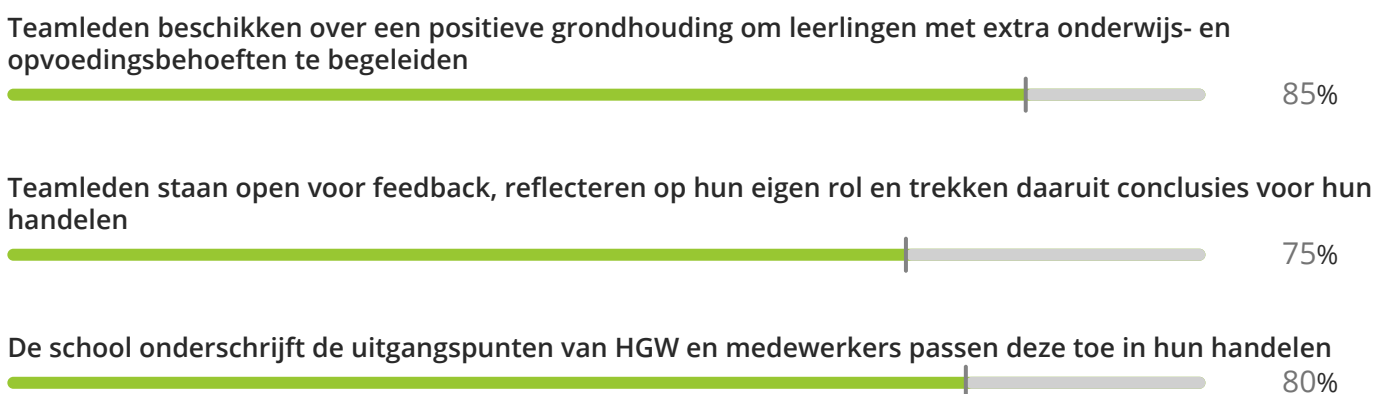 Teamleden beschikken over een positieve grondhouding om leerlingen met extra onderwijs- en
opvoedingsbehoeften te begeleiden
85%
Teamleden staan open voor feedback, reflecteren op hun eigen rol en trekken daaruit conclusies voor hun
handelen
75%
De school onderschrijft de uitgangspunten van HGW en medewerkers passen deze toe in hun handelen
80%